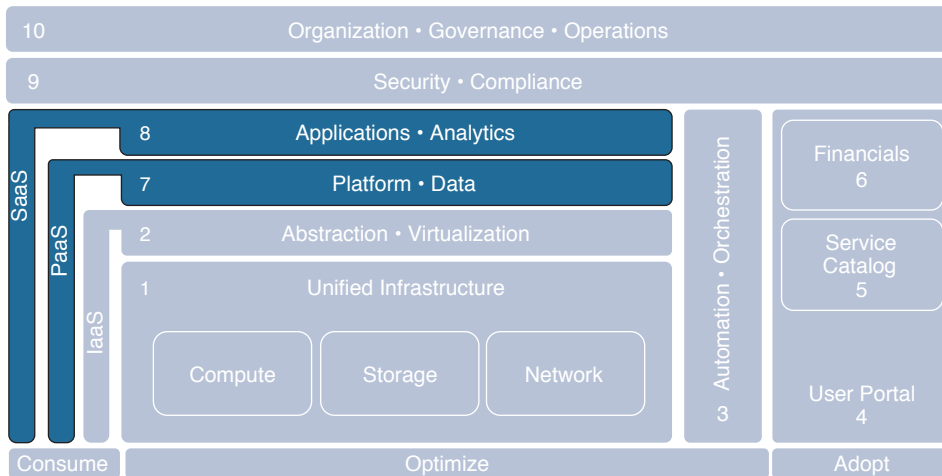 10 Organization • Governance • Operations
9 Security • Compliance
SaaS
8 Applications • Analytics
PaaS
7 Platform • Data
IaaS
2 Abstraction • Virtualization
1 Unified Infrastructure
Compute
Storage
Network
Automation • Orchestration
3
Financials
6
Service
Catalog
5
User Portal
4
Consume
Optimize
Adopt